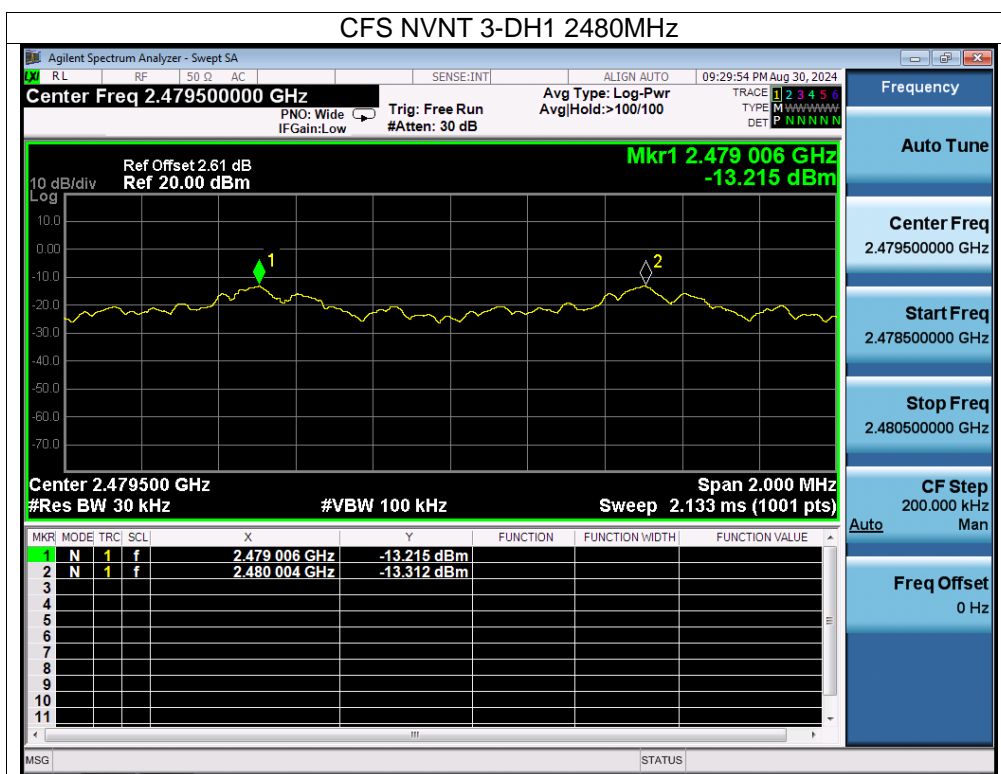 CFS NVNT 3-DH1 2480MHz
Agilent Spectrum Analyzer - Swept SA
LXI RL RF 50 Ω AC SENSE:INT ALIGN AUTO 09:29:54 PM Aug 30, 2024
Center Freq 2.479500000 GHz Avg Type: Log-Pwr TRACE 1 2 3 4 5 6
PNO: Wide Trig: Free Run Avg|Hold:>100/100 TYPE M WWWWW
IFGain:Low #Atten: 30 dB DET P N N N N N
Mkr1 2.479 006 GHz
-13.215 dBm
Ref Offset 2.61 dB
10 dB/div Ref 20.00 dBm
Log
10.0
0.00
-10.0
-20.0
-30.0
-40.0
-50.0
-60.0
-70.0
1
2
Center 2.479500 GHz Span 2.000 MHz
#Res BW 30 kHz #VBW 100 kHz Sweep 2.133 ms (1001 pts)
MKR MODE TRC SCL X Y FUNCTION FUNCTION WIDTH FUNCTION VALUE
1 N 1 f 2.479 006 GHz -13.215 dBm
2 N 1 f 2.480 004 GHz -13.312 dBm
3
4
5
6
7
8
9
10
11
MSG STATUS
Frequency
Auto Tune
Center Freq
2.479500000 GHz
Start Freq
2.478500000 GHz
Stop Freq
2.480500000 GHz
CF Step
200.000 kHz
Auto Man
Freq Offset
0 Hz